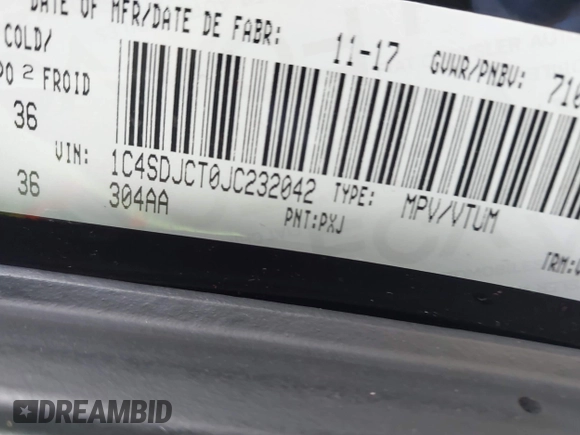 DATE OF MFR/DATE DE FABR: 11-17 GVWR/PNBV:
COLD/
2 FROID
36
VIN: 1C4SDJCT0JC232042 TYPE: MPV/VTUM
36 304AA PNT:PXJ
DREAMBID